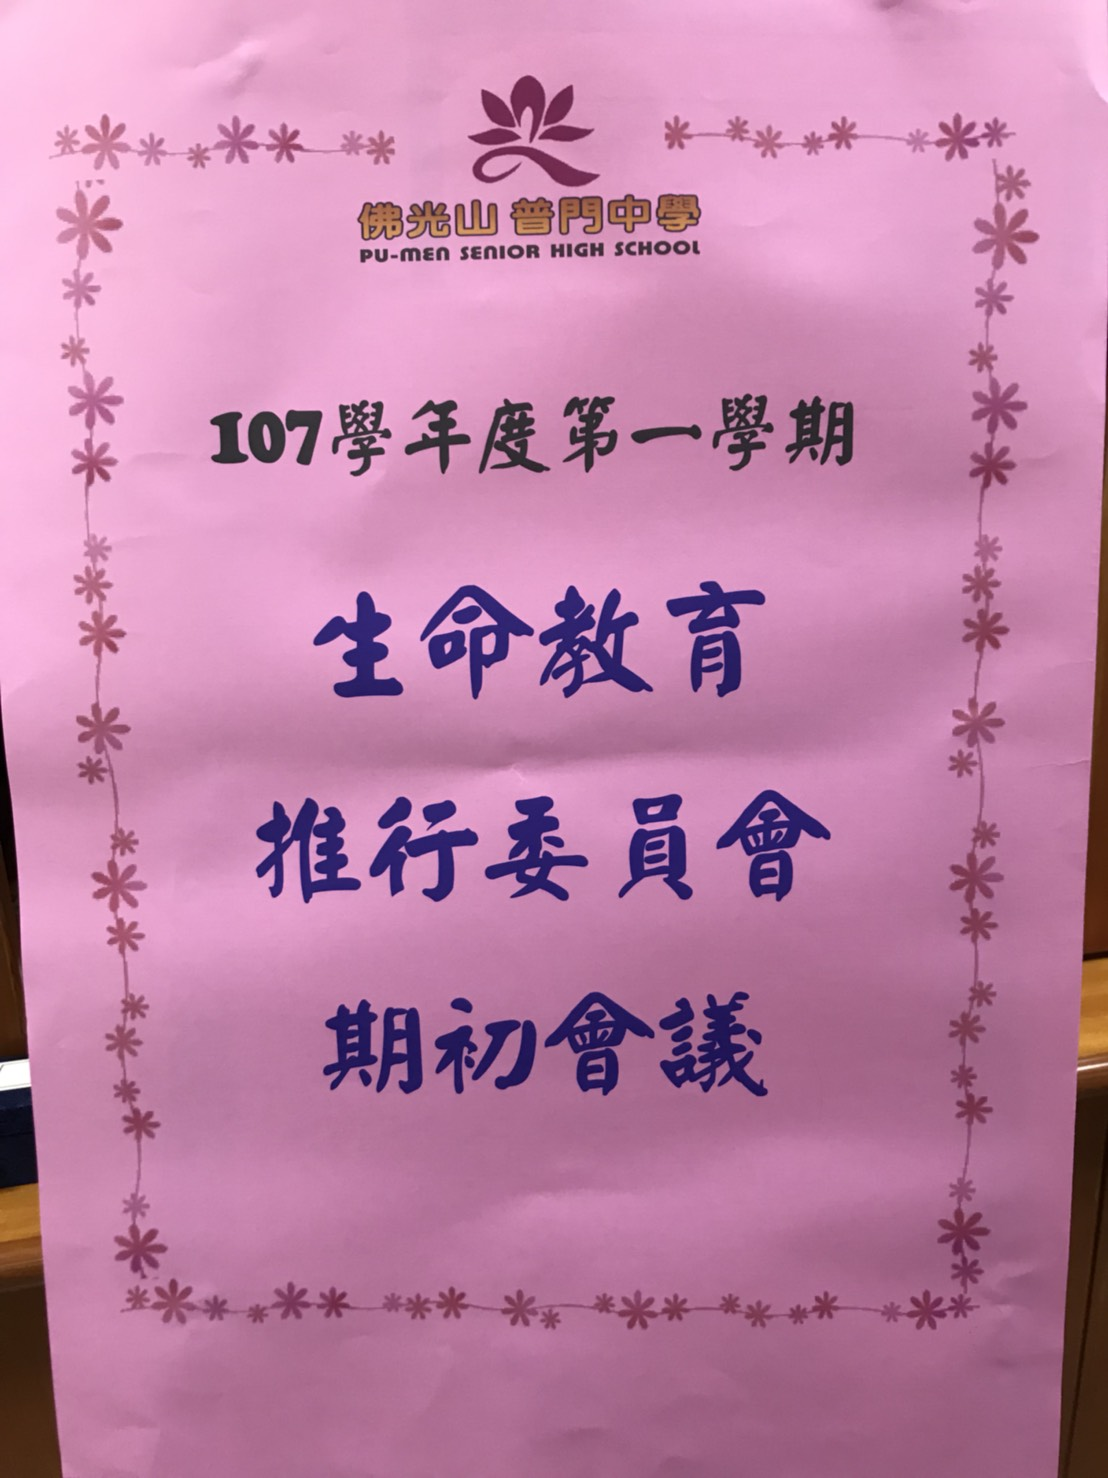 佛光山 普門中學
PU-MEN SENIOR HIGH SCHOOL
107學年度第一學期
生命教育
推行委員會
期初會議